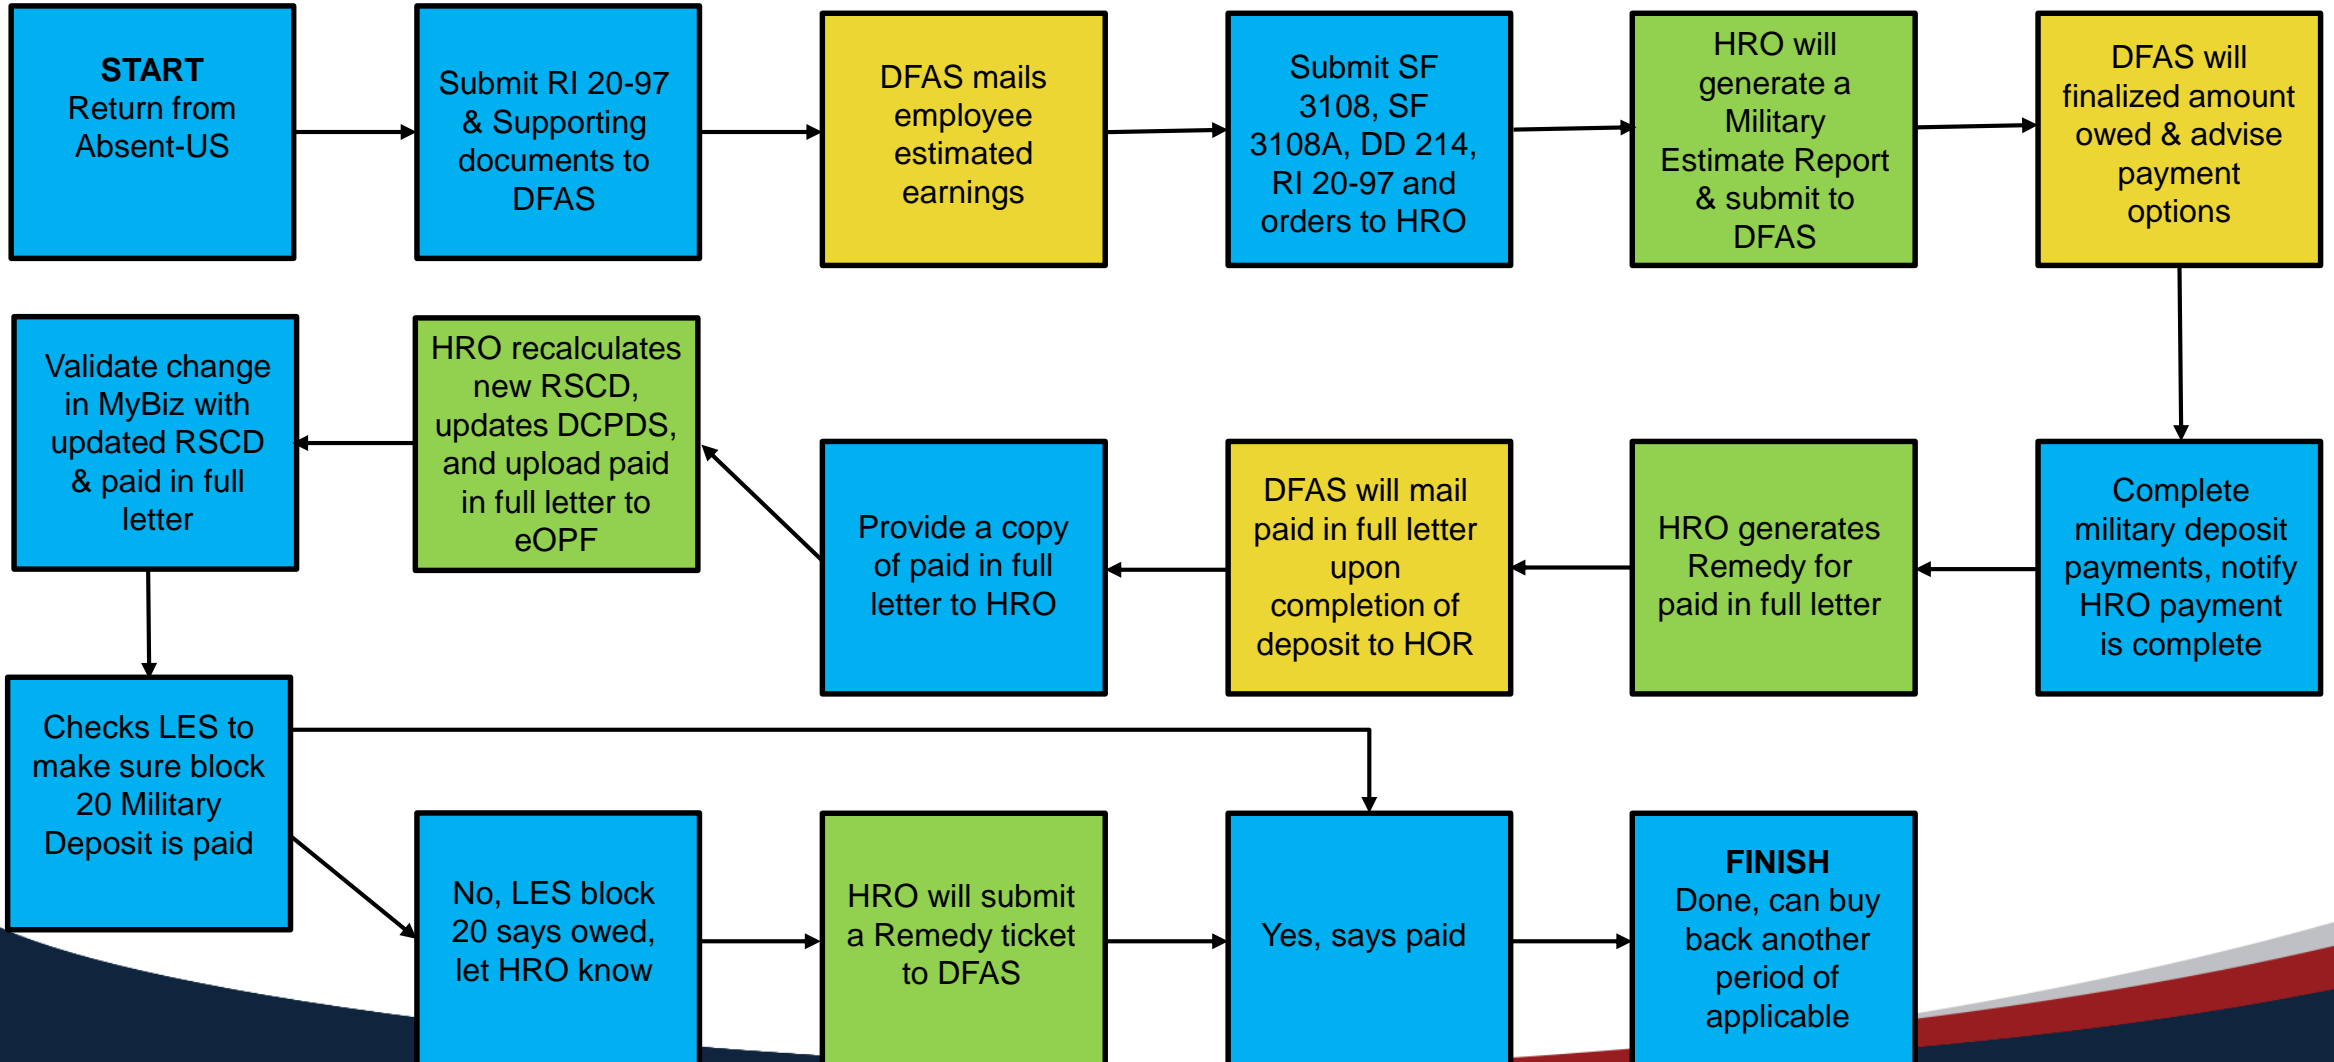 START
Return from
Absent-US
Submit RI 20-97
& Supporting
documents to
DFAS
DFAS mails
employee
estimated
earnings
Submit SF
3108, SF
3108A, DD 214,
RI 20-97 and
orders to HRO
HRO will
generate a
Military
Estimate Report
& submit to
DFAS
DFAS will
finalized amount
owed & advise
payment
options
Complete
military deposit
payments, notify
HRO payment
is complete
HRO generates
Remedy for
paid in full letter
DFAS will mail
paid in full letter
upon
completion of
deposit to HOR
Provide a copy
of paid in full
letter to HRO
HRO recalculates
new RSCD,
updates DCPDS,
and upload paid
in full letter to
eOPF
Validate change
in MyBiz with
updated RSCD
& paid in full
letter
Checks LES to
make sure block
20 Military
Deposit is paid
No, LES block
20 says owed,
let HRO know
HRO will submit
a Remedy ticket
to DFAS
Yes, says paid
FINISH
Done, can buy
back another
period of
applicable